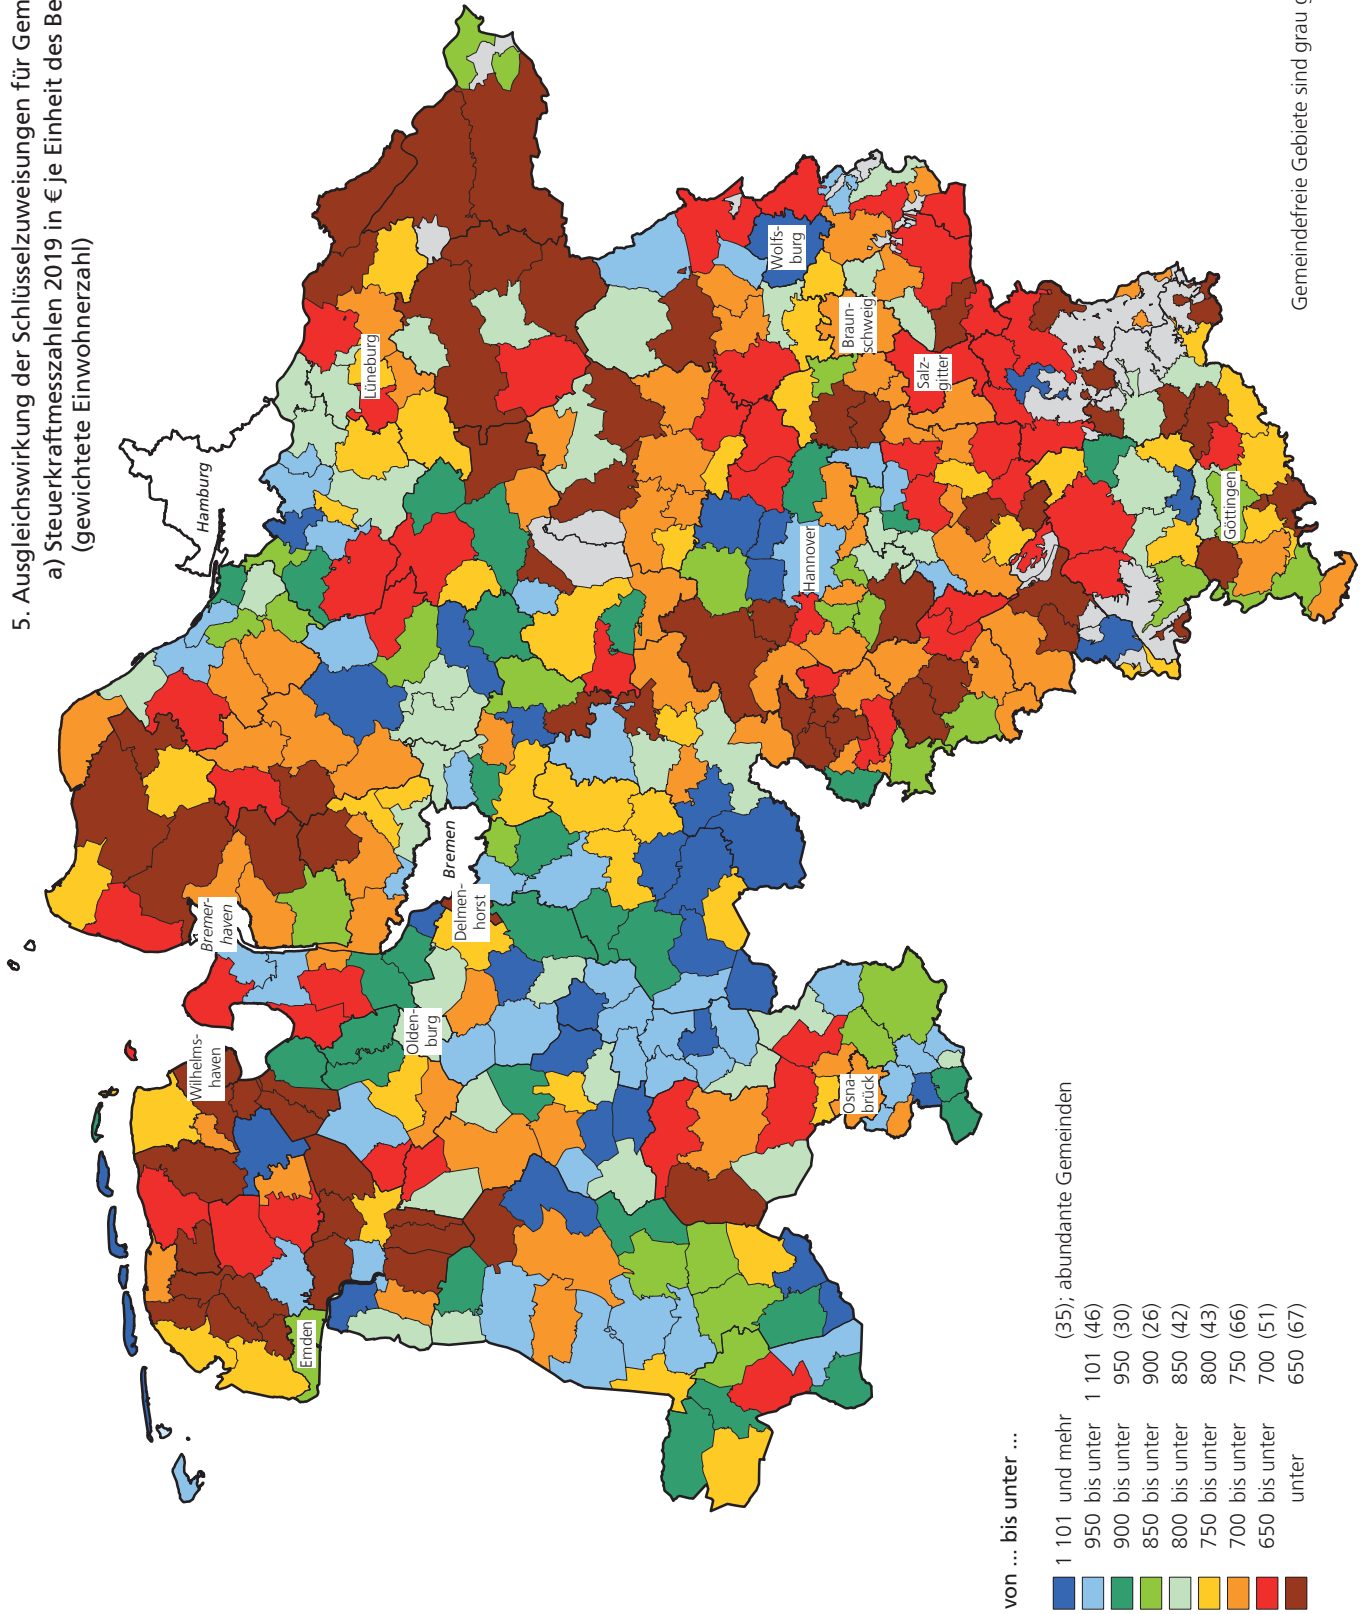 5. Ausgleichswirkung der Schlüsselzuweisungen für Gem
a) Steuerkraftmesszahlen 2019 in € je Einheit des Be
(gewichtete Einwohnerzahl)
Hamburg
Bremer-
haven
Wilhelms-
haven
Emden
Olden-
burg
Delmen-
horst
Bremen
Lüneburg
Wolfs-
burg
Braun-
schweig
Salz-
gitter
Hannover
Osna-
brück
Göttingen
von ... bis unter ...
1 101 und mehr (35); abundante Gemeinden
950 bis unter 1 101 (46)
900 bis unter 950 (30)
850 bis unter 900 (26)
800 bis unter 850 (42)
750 bis unter 800 (43)
700 bis unter 750 (66)
650 bis unter 700 (51)
unter 650 (67)
Gemeindefreie Gebiete sind grau